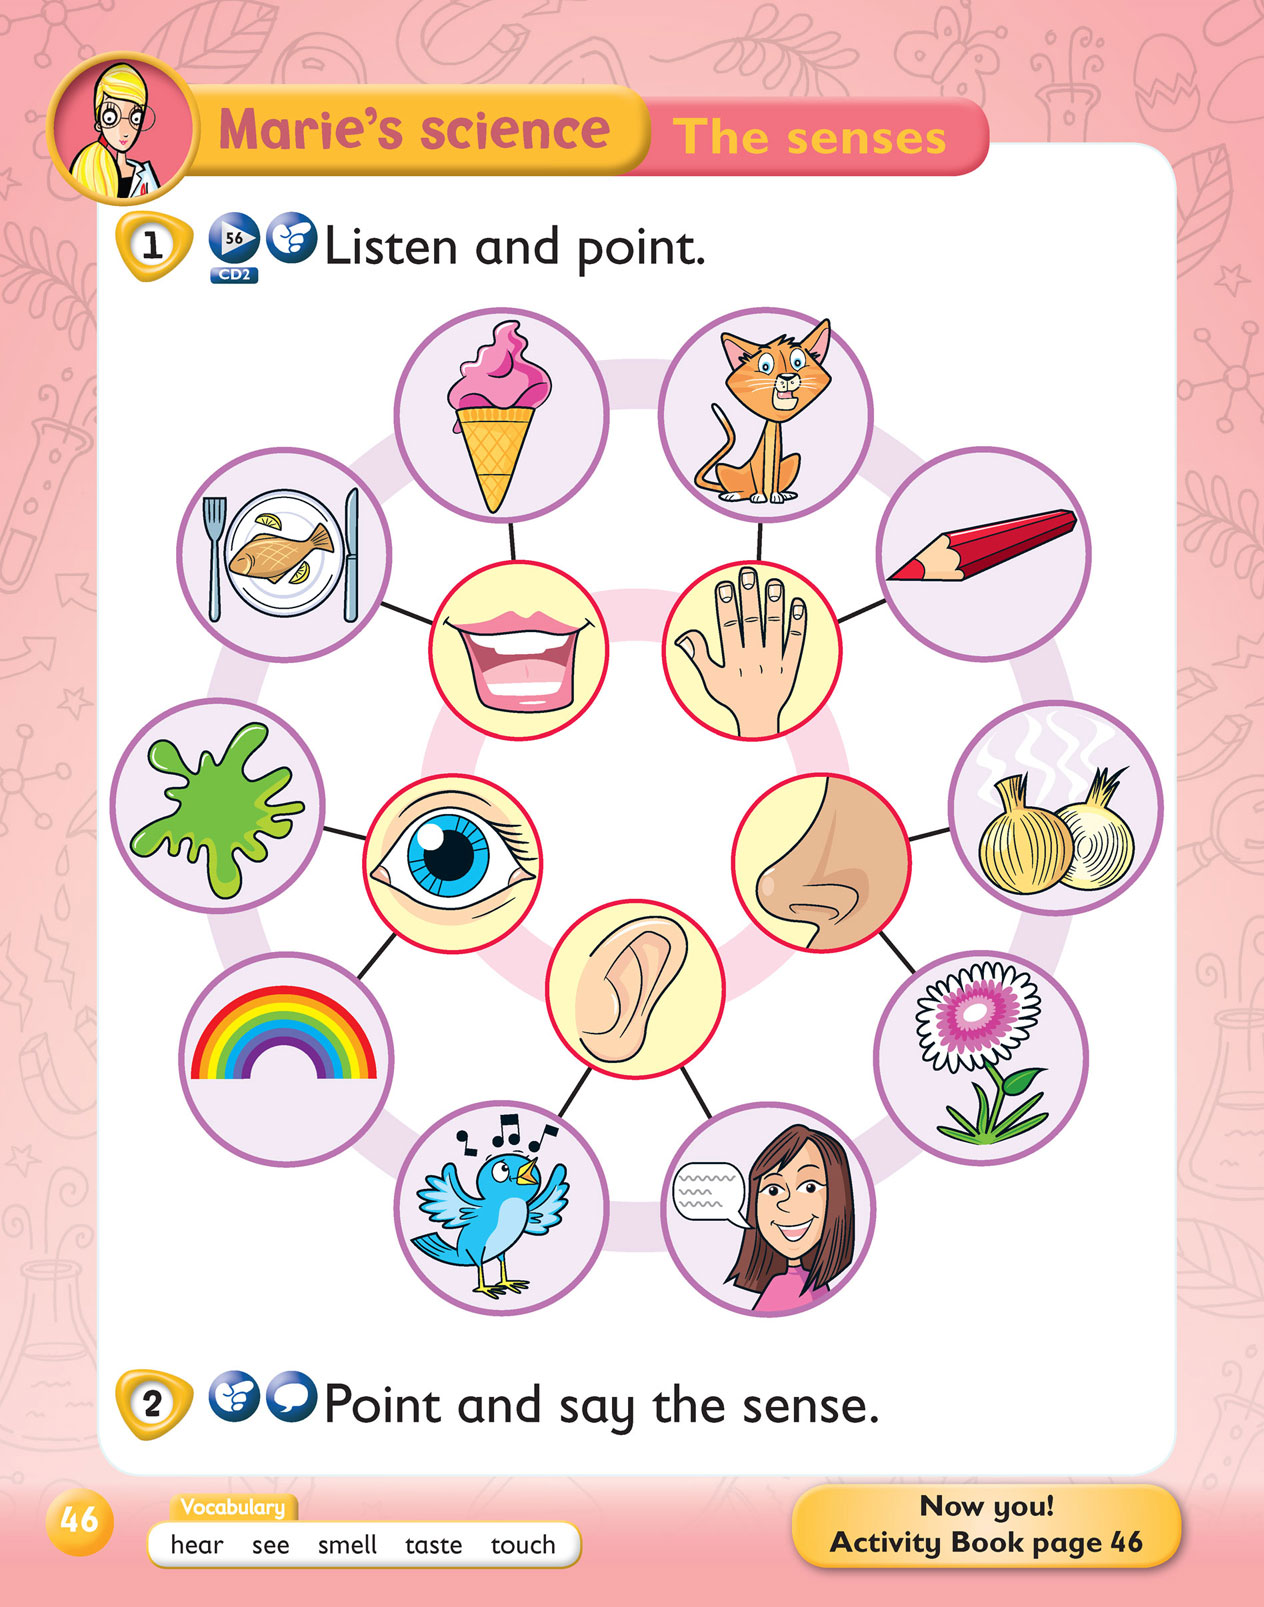 Marie's science
The senses
1
56
CD2
Listen and point.
2
Point and say the sense.
46
Vocabulary
hear see smell taste touch
Now you!
Activity Book page 46